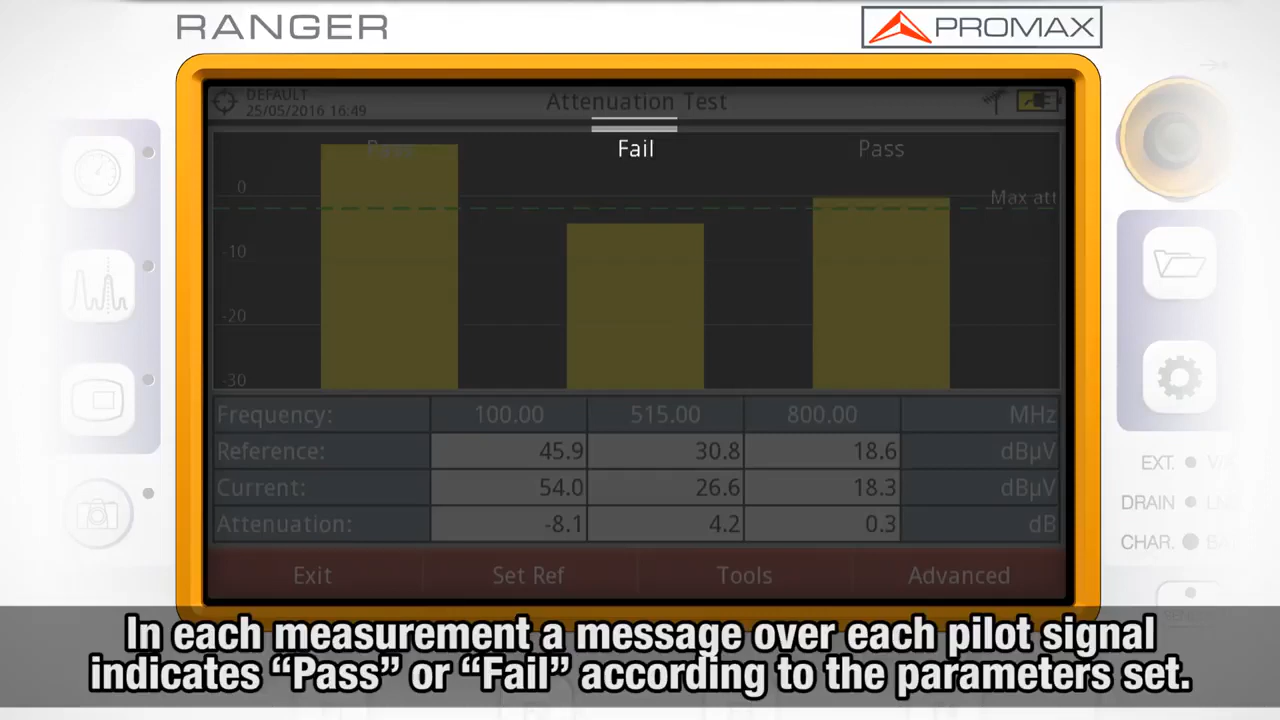 RANGER
PROMAX
DEFAULT
25/05/2016 16:49
Attenuation Test
Pass
Fail
Pass
0
Max att
-10
-20
-30
Frequency: 100.00 515.00 800.00 MHz
Reference: 45.9 30.8 18.6 dBµV
Current: 54.0 26.6 18.3 dBµV
Attenuation: -8.1 4.2 0.3 dB
Exit Set Ref Tools Advanced
EXT.
DRAIN
CHAR.
In each measurement a message over each pilot signal
indicates “Pass” or “Fail” according to the parameters set.